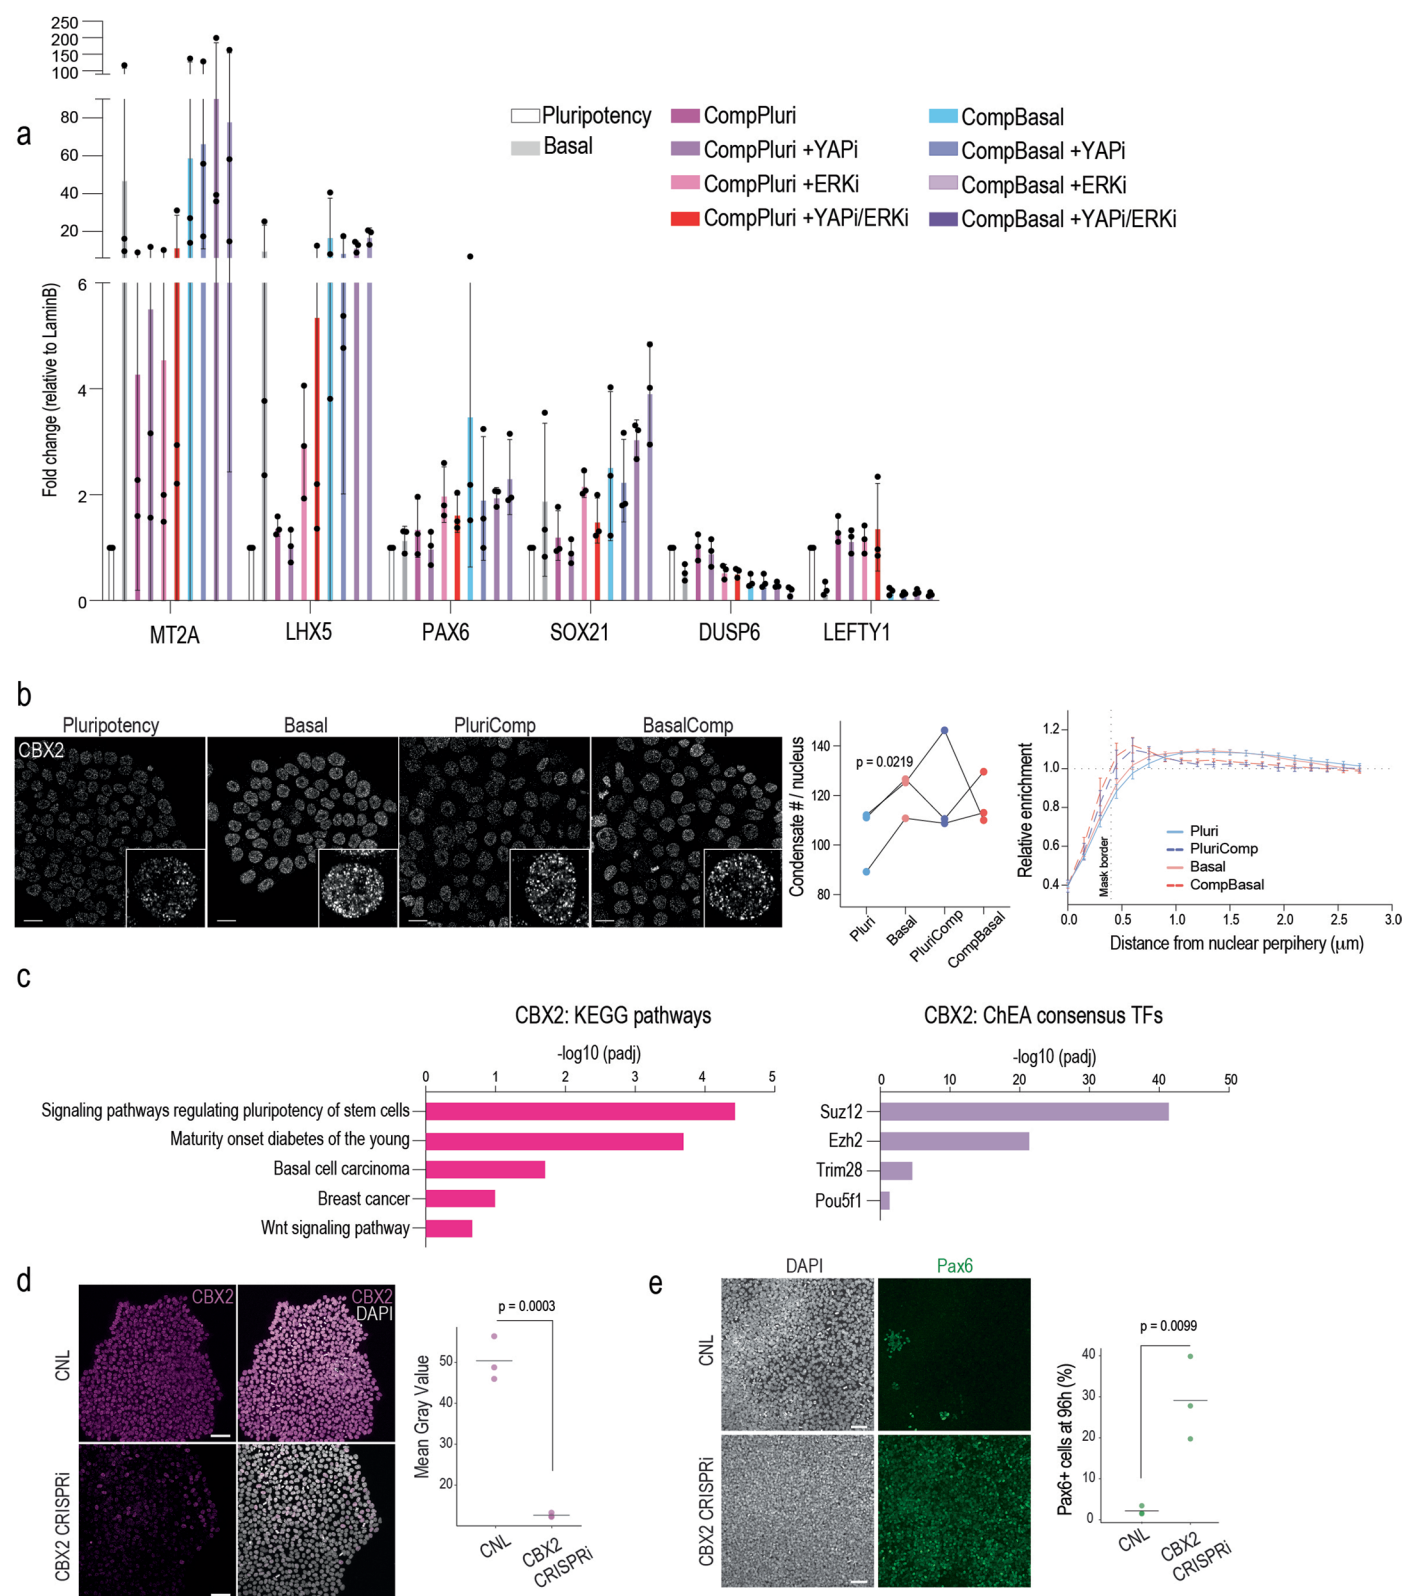 a
250
200
150
100
80
60
40
20
6
4
2
0
Fold change (relative to LaminB)
Pluripotency
Basal
CompPluri
CompPluri +YAPi
CompPluri +ERKi
CompPluri +YAPi/ERKi
CompBasal
CompBasal +YAPi
CompBasal +ERKi
CompBasal +YAPi/ERKi
MT2A
LHX5
PAX6
SOX21
DUSP6
LEFTY1
b
Pluripotency
Basal
PluriComp
BasalComp
CBX2
Condensate # / nucleus
140
120
100
80
p = 0.0219
Pluri
Basal
PluriComp
CompBasal
Relative enrichment
1.2
1.0
0.8
0.6
0.4
Mask border
Pluri
PluriComp
Basal
CompBasal
0.0
0.5
1.0
1.5
2.0
2.5
3.0
Distance from nuclear perpihery (μm)
c
CBX2: KEGG pathways
-log10 (padj)
0
1
2
3
4
5
Signaling pathways regulating pluripotency of stem cells
Maturity onset diabetes of the young
Basal cell carcinoma
Breast cancer
Wnt signaling pathway
CBX2: ChEA consensus TFs
-log10 (padj)
0
10
20
30
40
50
Suz12
Ezh2
Trim28
Pou5f1
d
CNL
CBX2 CRISPRi
CBX2
CBX2
DAPI
p = 0.0003
Mean Gray Value
50
40
30
20
CNL
CBX2
CRISPRi
e
DAPI
Pax6
CNL
CBX2 CRISPRi
p = 0.0099
Pax6+ cells at 96h (%)
40
30
20
10
0
CNL
CBX2
CRISPRi